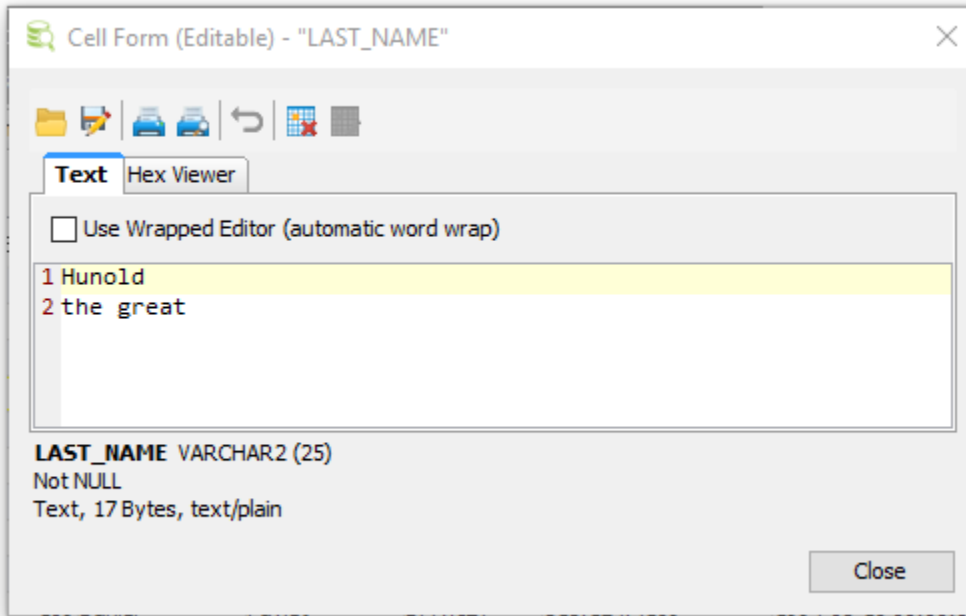 Cell Form (Editable) - "LAST_NAME"
Text Hex Viewer
Use Wrapped Editor (automatic word wrap)
1 Hunold
2 the great
LAST_NAME VARCHAR2 (25)
Not NULL
Text, 17 Bytes, text/plain
Close